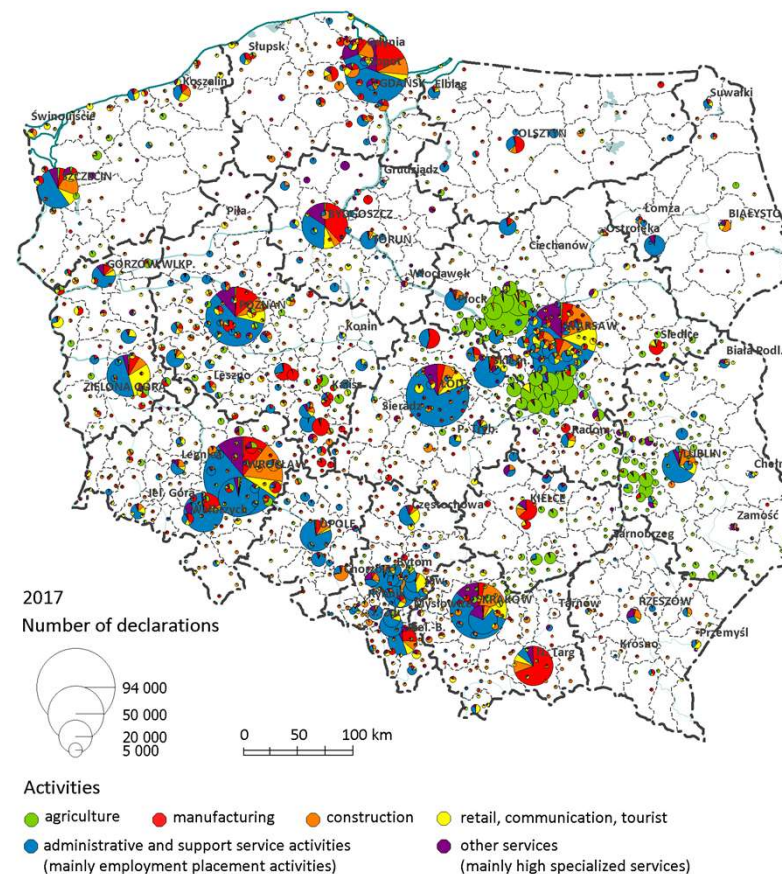 Słupsk
Gdynia
Sopot
GDAŃSK
Elbląg
Koszalin
Suwałki
Świnoujście
OLSZTYN
SZCZECIN
Grudziądz
Łomża
BIAŁYSTO
Piła
BYDGOSZCZ
TORUŃ
Ostrołęka
Ciechanów
GORZÓW WLKP.
Włocławek
Płock
POZNAŃ
WARSAW
Siedlce
Konin
Biała Podl.
Leszno
Kalisz
ZIELONA GÓRA
ŁÓDŹ
Sieradz
Radom
Legnica
WROCŁAW
LUBLIN
Chełm
Jel. Góra
Wałbrzych
KIELCE
Częstochowa
OPOLE
Zamość
Tarnobrzeg
Bytom
Mysłowice
KRAKÓW
Tarnów
RZESZÓW
Przemyśl
Krosno
N. Targ
2017
Number of declarations
94 000
50 000
20 000
5 000
0 50 100 km
Activities
agriculture manufacturing construction retail, communication, tourist
administrative and support service activities other services
(mainly employment placement activities) (mainly high specialized services)